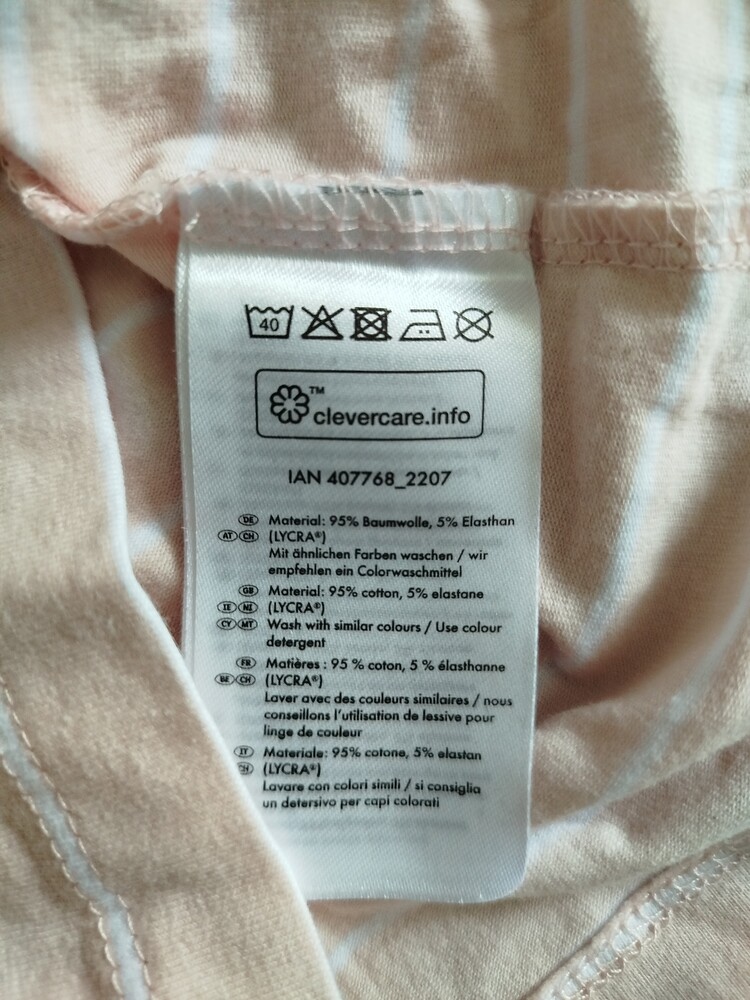 40
™
clevercare.info
IAN 407768_2207
DE Material: 95% Baumwolle, 5% Elasthan
AT CH (LYCRA®)
Mit ähnlichen Farben waschen / wir
empfehlen ein Colorwaschmittel
GB Material: 95% cotton, 5% elastane
IE NI (LYCRA®)
CY MT Wash with similar colours / Use colour
detergent
FR Matières : 95 % coton, 5 % élasthanne
BE CH (LYCRA®)
Laver avec des couleurs similaires / nous
conseillons l'utilisation de lessive pour
linge de couleur
IT Materiale: 95% cotone, 5% elastan
CH (LYCRA®)
Lavare con colori simili / si consiglia
un detersivo per capi colorati